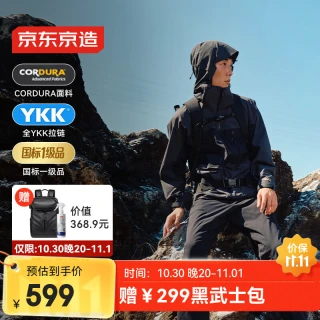 京东京造
CORDURA
Advanced Fabrics
CORDURA面料
YKK
全YKK拉链
国标1级品
国标一级品
赠
价值
368.9元
仅限:10.30晚20-11.1
价保
11.11
预估到手价
¥599
时间：10.30 晚20-11.01
赠￥299黑武士包